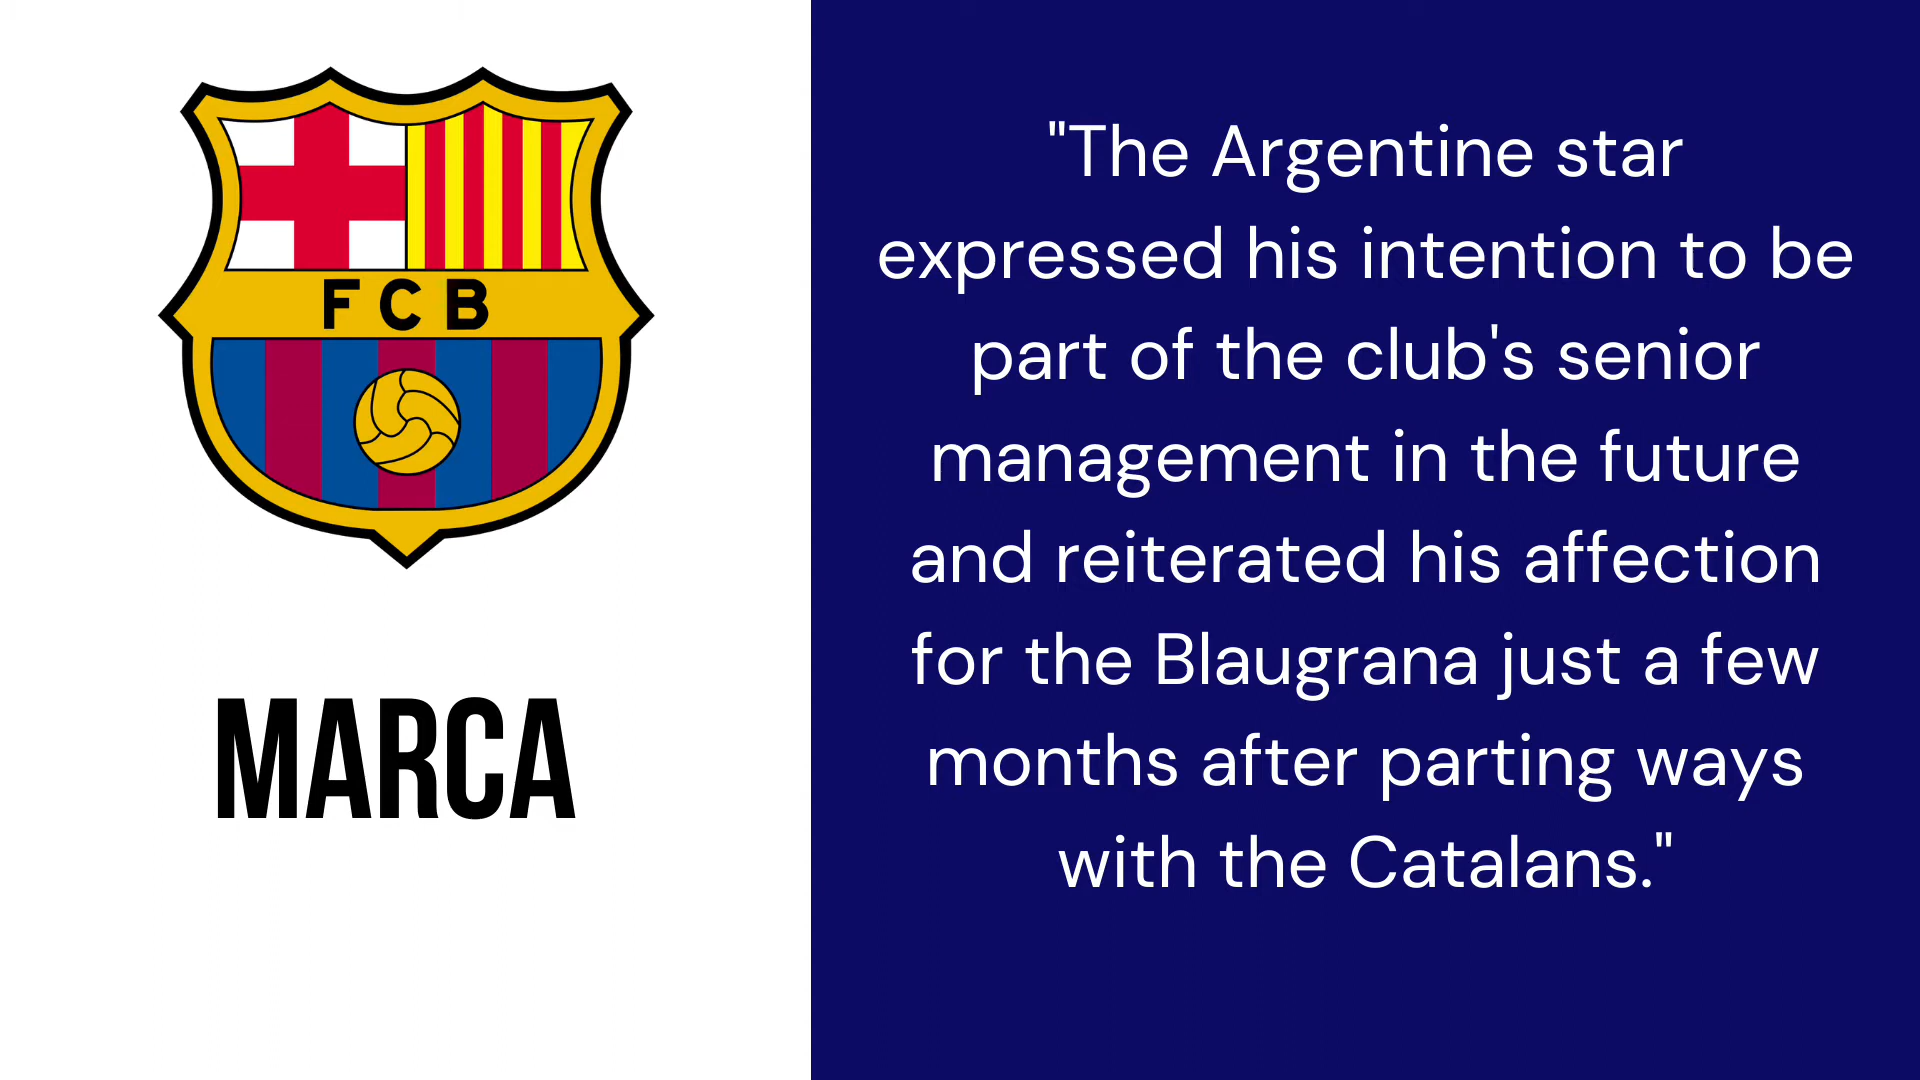 FCB
MARCA
"The Argentine star
expressed his intention to be
part of the club's senior
management in the future
and reiterated his affection
for the Blaugrana just a few
months after parting ways
with the Catalans."